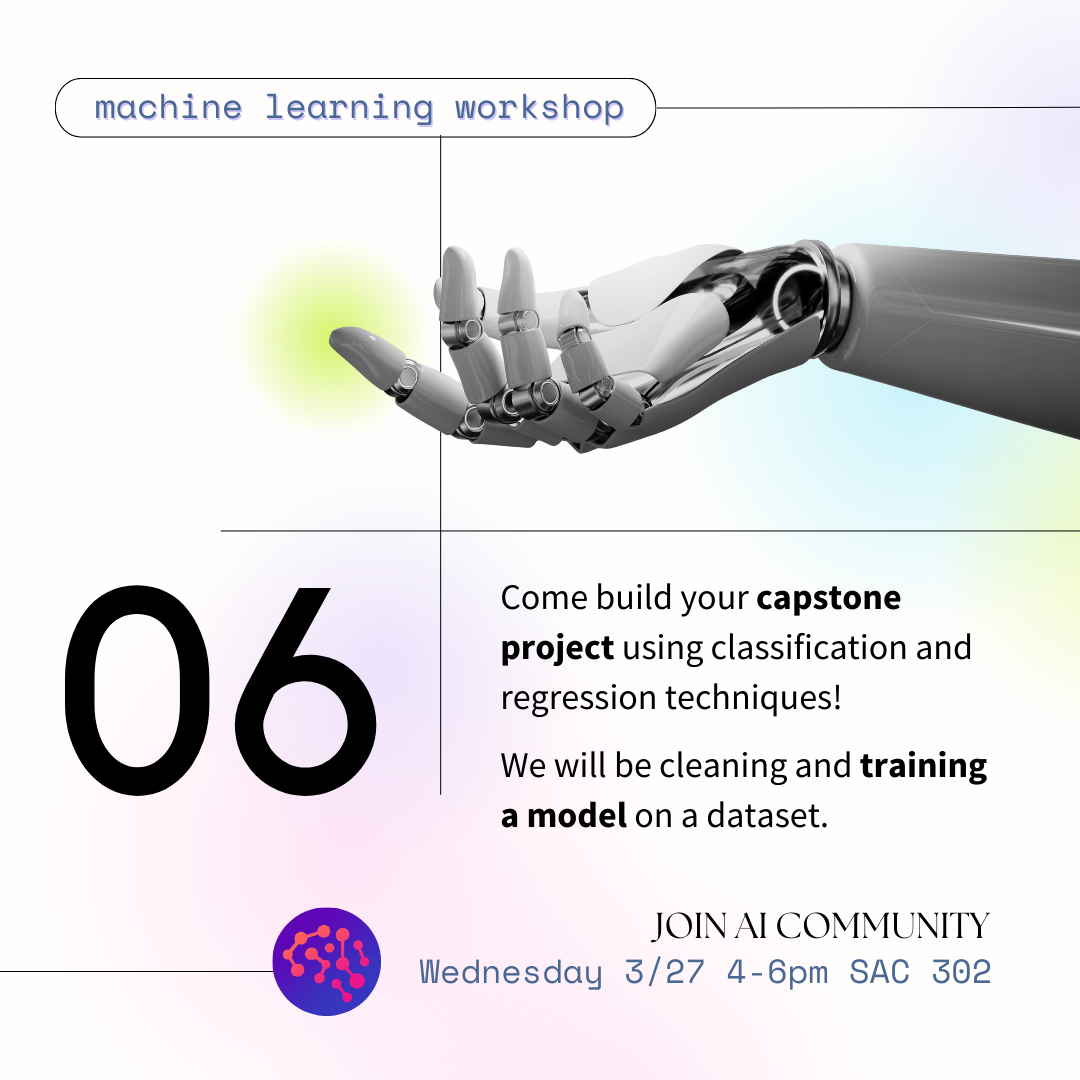 machine learning workshop
06
Come build your capstone
project using classification and
regression techniques!
We will be cleaning and training
a model on a dataset.
JOIN AI COMMUNITY
Wednesday 3/27 4-6pm SAC 302